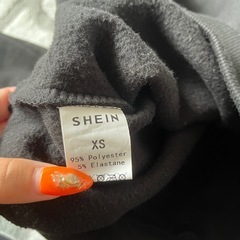 SHEIN
XS
95% Polyester
5% Elastane